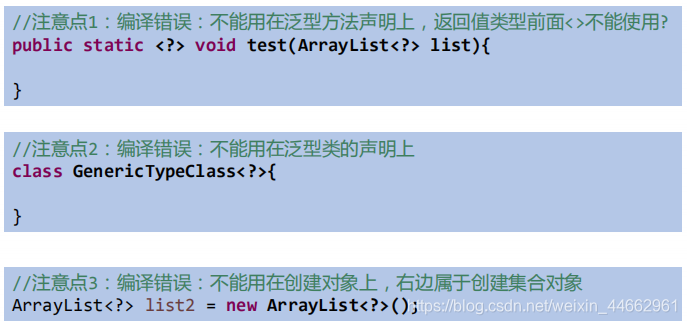 //注意点1：编译错误：不能用在泛型方法声明上，返回值类型前面<>不能使用?
public static <?> void test(ArrayList<?> list){
}
//注意点2：编译错误：不能用在泛型类的声明上
class GenericTypeClass<?>{
}
//注意点3：编译错误：不能用在创建对象上，右边属于创建集合对象
ArrayList<?> list2 = new ArrayList<?>();
https://blog.csdn.net/weixin_44662961